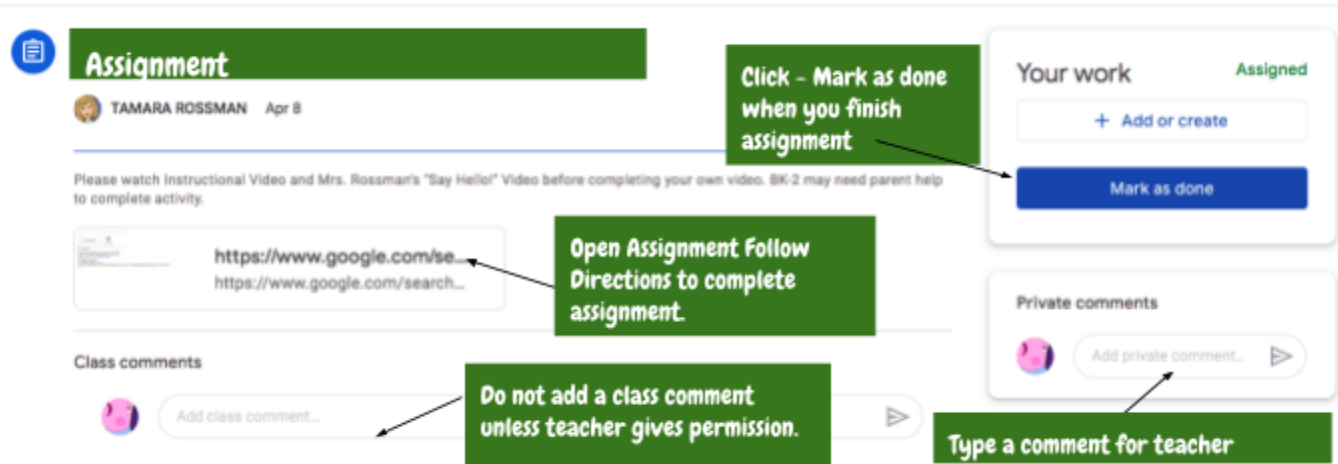 Assignment
TAMARA ROSSMAN Apr 8
Please watch Instructional Video and Mrs. Rossman's "Say Hello!" Video before completing your own video. BK-2 may need parent help
to complete activity.
https://www.google.com/se...
https://www.google.com/search...
Open Assignment Follow
Directions to complete
assignment.
Class comments
Add class comment...
Do not add a class comment
unless teacher gives permission.
Click - Mark as done
when you finish
assignment
Your work
Assigned
+ Add or create
Mark as done
Private comments
Add private comment...
Type a comment for teacher